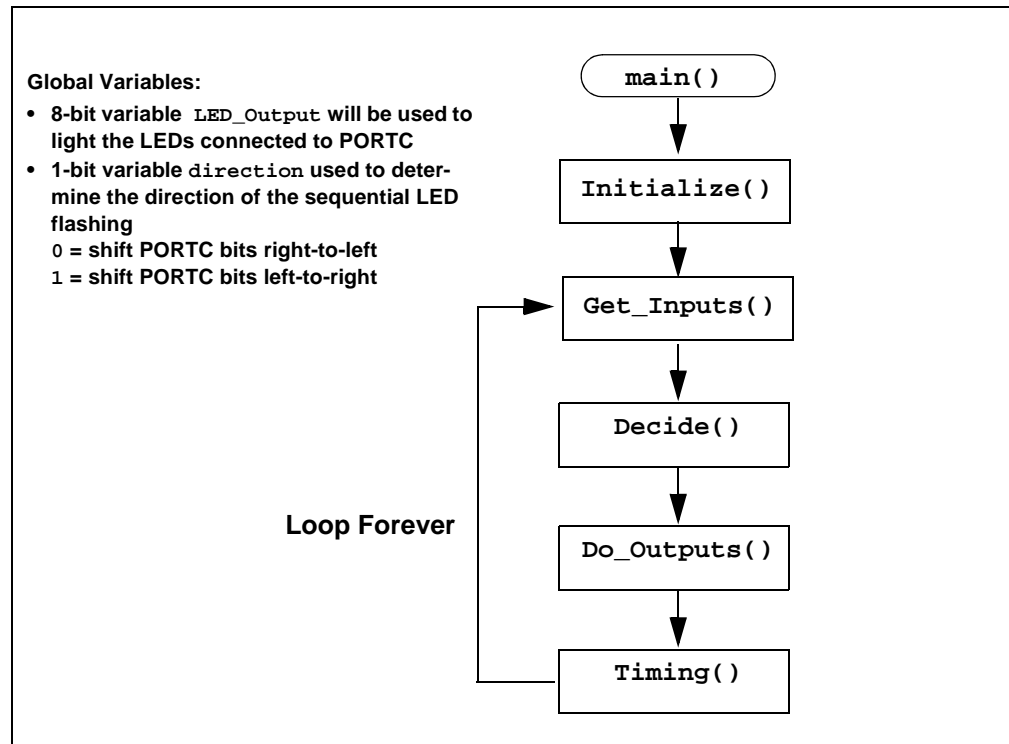 Global Variables:
• 8-bit variable LED_Output will be used to
light the LEDs connected to PORTC
• 1-bit variable direction used to deter-
mine the direction of the sequential LED
flashing
0 = shift PORTC bits right-to-left
1 = shift PORTC bits left-to-right
main()
Initialize()
Get_Inputs()
Decide()
Loop Forever
Do_Outputs()
Timing()